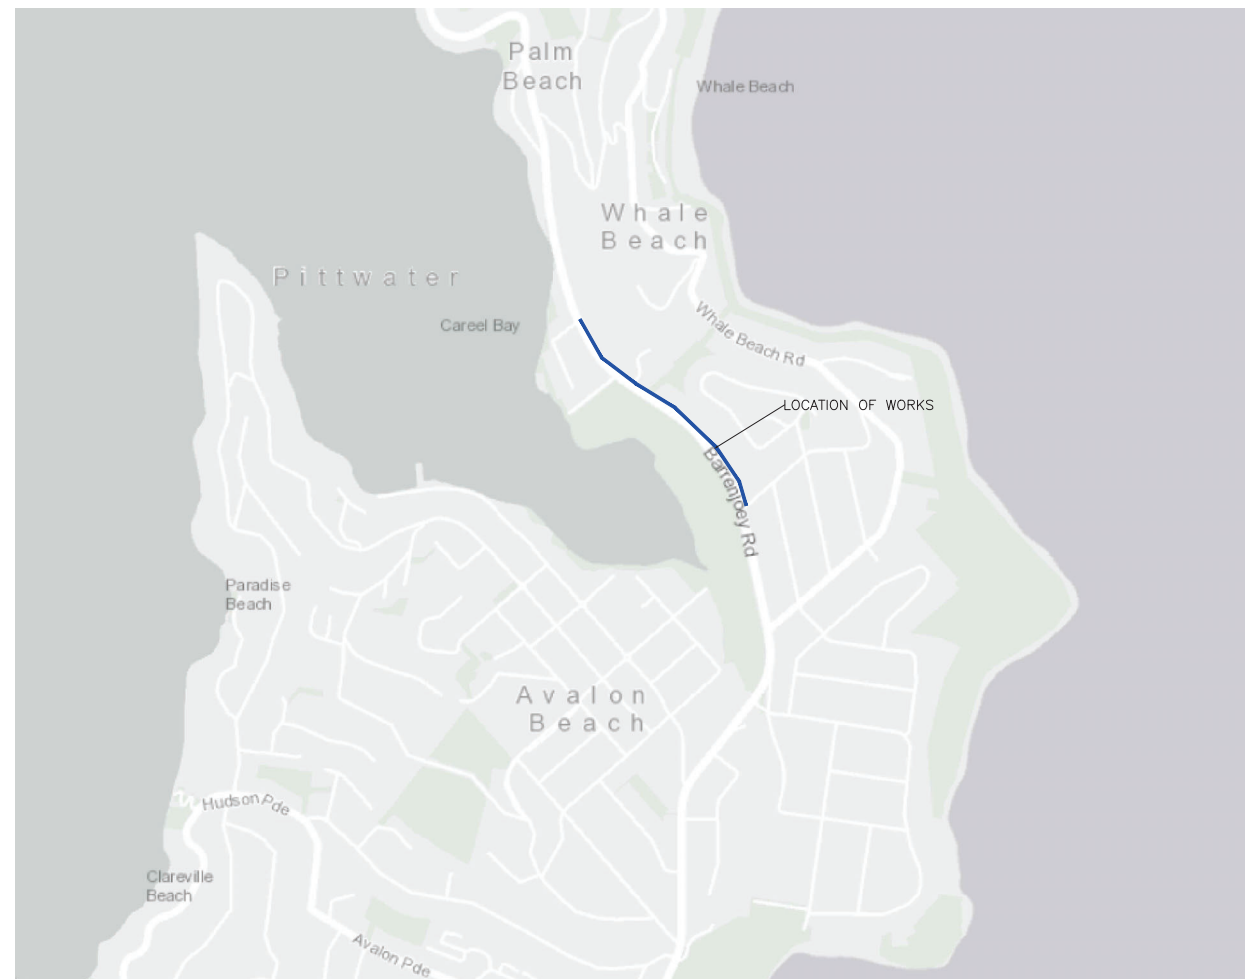 Palm
Beach
Whale Beach
Whale
Beach
Pittwater
Careel Bay
Whale Beach Rd
LOCATION OF WORKS
Barrenjoey Rd
Paradise
Beach
Avalon
Beach
Hudson Pde
Clareville
Beach
Avalon Pde